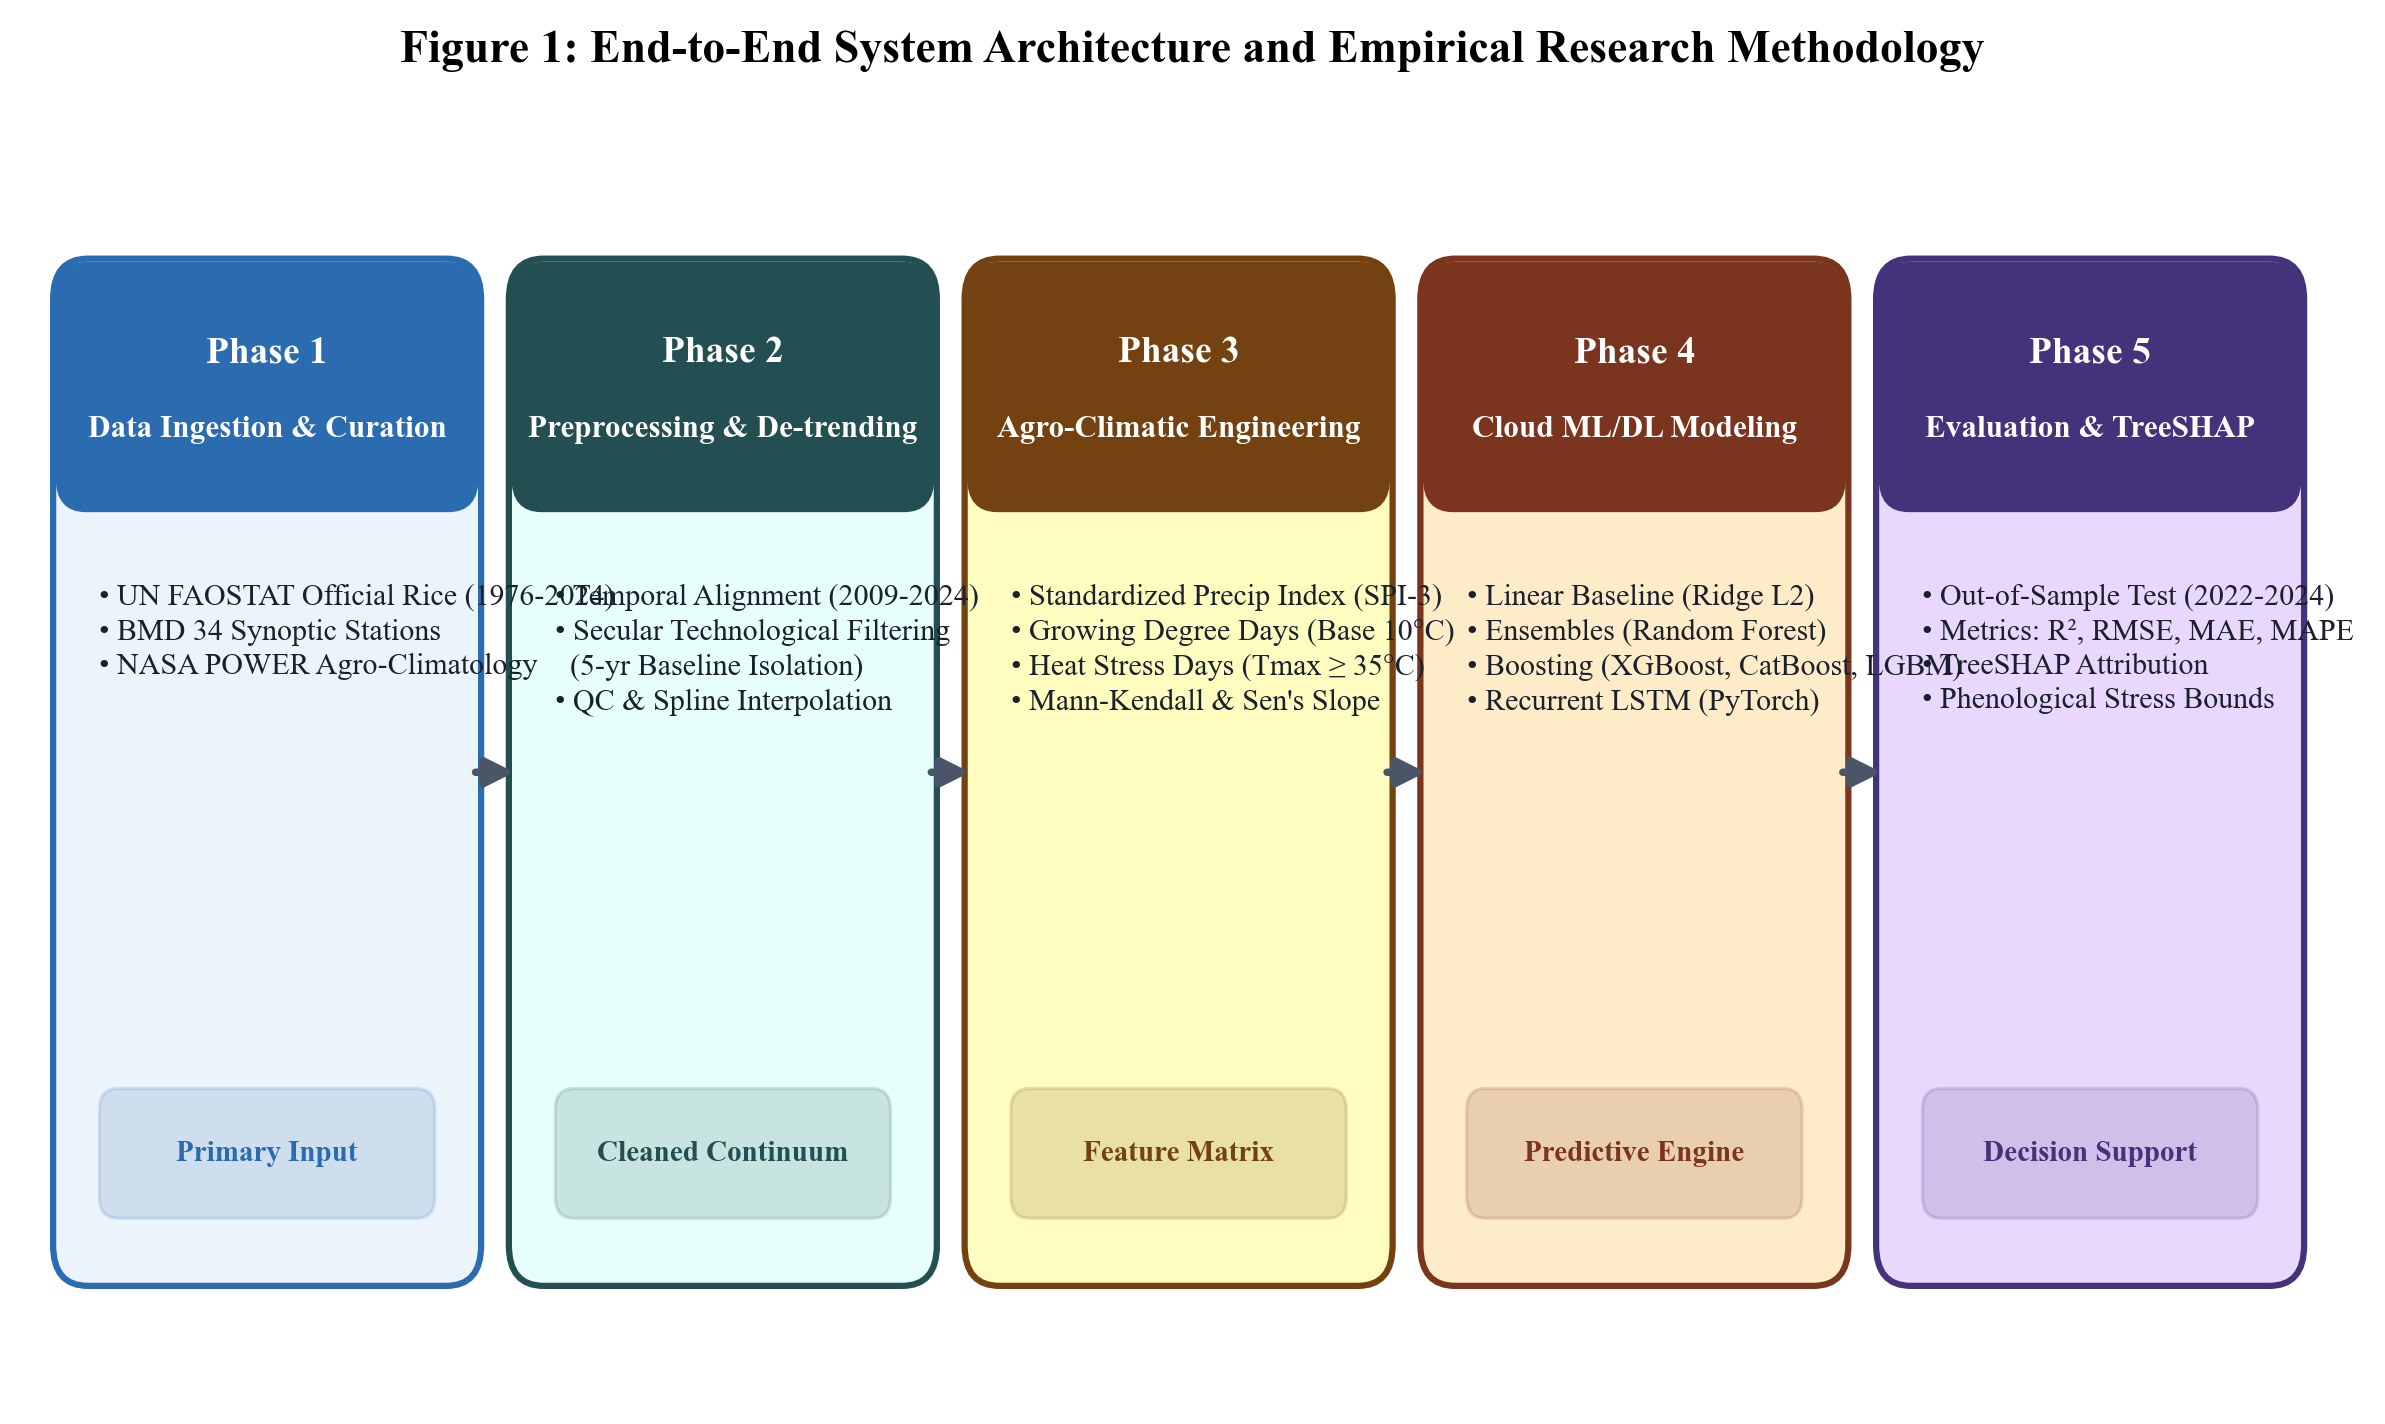 Figure 1: End-to-End System Architecture and Empirical Research Methodology
Phase 1
Data Ingestion & Curation
• UN FAOSTAT Official Rice (1976-2024)
• BMD 34 Synoptic Stations
• NASA POWER Agro-Climatology
Primary Input
Phase 2
Preprocessing & De-trending
• Temporal Alignment (2009-2024)
• Secular Technological Filtering
(5-yr Baseline Isolation)
• QC & Spline Interpolation
Cleaned Continuum
Phase 3
Agro-Climatic Engineering
• Standardized Precip Index (SPI-3)
• Growing Degree Days (Base 10°C)
• Heat Stress Days (Tmax ≥ 35°C)
• Mann-Kendall & Sen's Slope
Feature Matrix
Phase 4
Cloud ML/DL Modeling
• Linear Baseline (Ridge L2)
• Ensembles (Random Forest)
• Boosting (XGBoost, CatBoost, LGBM)
• Recurrent LSTM (PyTorch)
Predictive Engine
Phase 5
Evaluation & TreeSHAP
• Out-of-Sample Test (2022-2024)
• Metrics: R², RMSE, MAE, MAPE
• TreeSHAP Attribution
• Phenological Stress Bounds
Decision Support